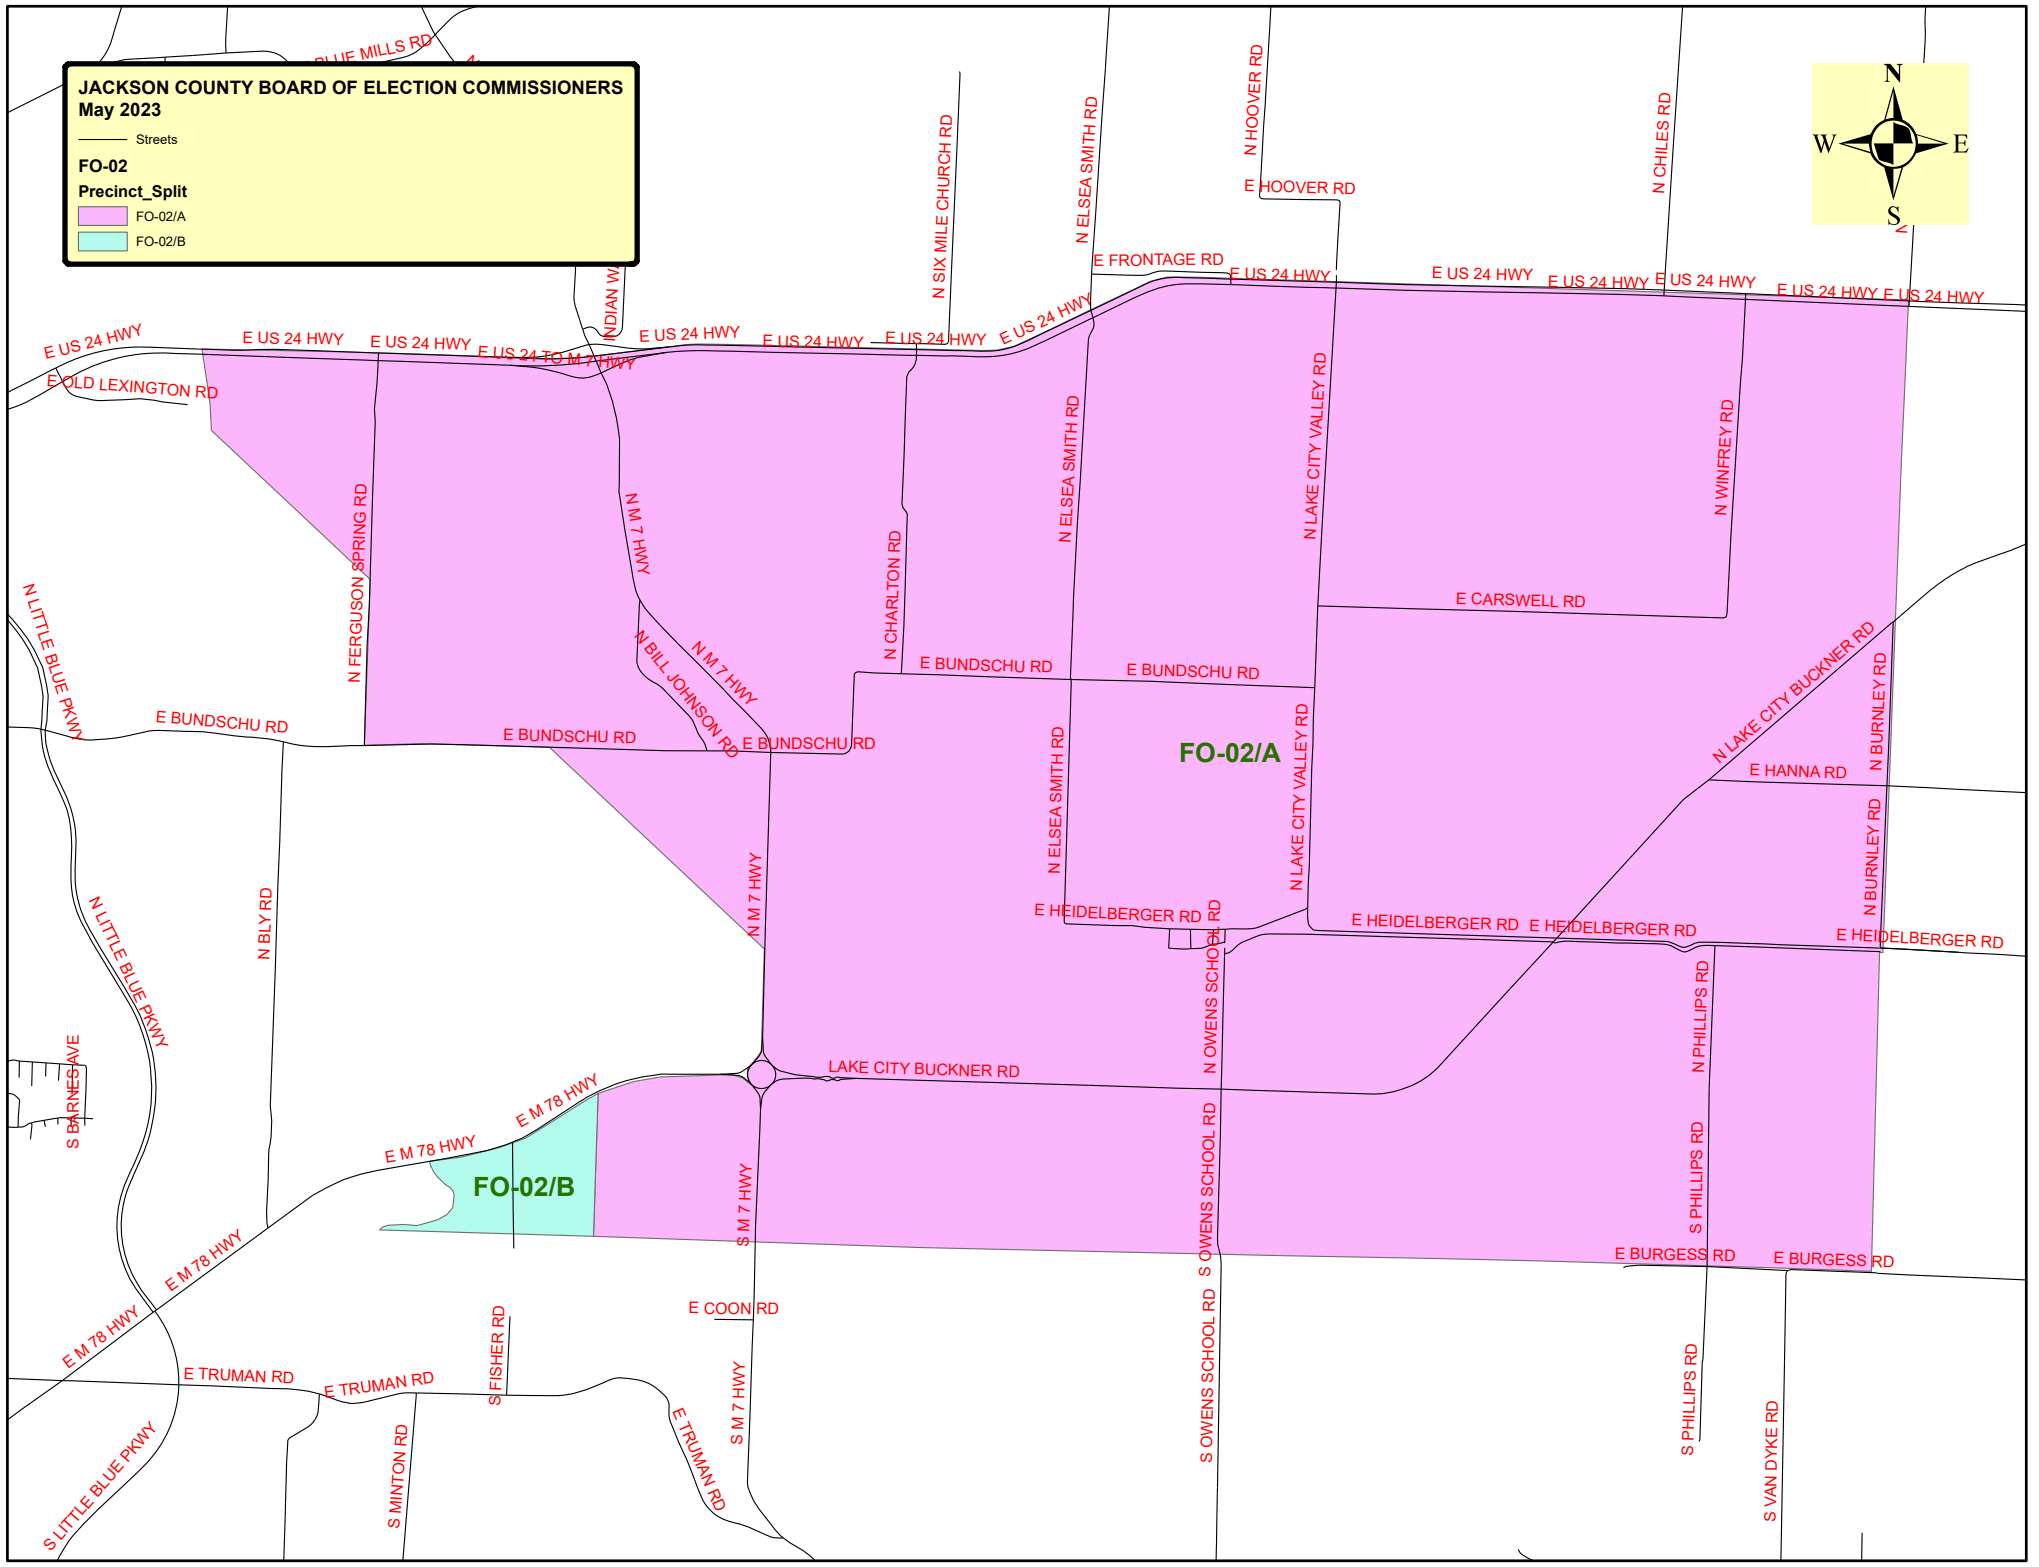 BLUE MILLS RD
JACKSON COUNTY BOARD OF ELECTION COMMISSIONERS
May 2023
Streets
FO-02
Precinct_Split
FO-02/A
FO-02/B
N
W
E
S
N
N HOOVER RD
N ELSEA SMITH RD
N SIX MILE CHURCH RD
N CHILES RD
E HOOVER RD
E FRONTAGE RD
E US 24 HWY
E US 24 HWY
E US 24 HWY
E US 24 HWY
E US 24 HWY
E US 24 HWY
INDIAN
E US 24 HWY
E US 24 HWY
E US 24 HWY
E US 24 TO M 7 HWY
E US 24 HWY
E US 24 HWY
E US 24 HWY
E US 24 HWY
E OLD LEXINGTON RD
N FERGUSON SPRING RD
N M 7 HWY
N CHARLTON RD
N ELSEA SMITH RD
N LAKE CITY VALLEY RD
N WINFREY RD
E CARSWELL RD
N LITTLE BLUE PKWY
N BILL JOHNSON RD
N M 7 HWY
E BUNDSCHU RD
E BUNDSCHU RD
N LAKE CITY BUCKNER RD
N BURNLEY RD
E BUNDSCHU RD
E BUNDSCHU RD
E BUNDSCHU RD
FO-02/A
N ELSEA SMITH RD
N LAKE CITY VALLEY RD
E HANNA RD
N BURNLEY RD
N BLY RD
N LITTLE BLUE PKWY
N M 7 HWY
E HEIDELBERGER RD
E HEIDELBERGER RD
E HEIDELBERGER RD
E HEIDELBERGER RD
N OWENS SCHOOL RD
N PHILLIPS RD
S BARNES AVE
LAKE CITY BUCKNER RD
E M 78 HWY
E M 78 HWY
FO-02/B
S M 7 HWY
S OWENS SCHOOL RD
S PHILLIPS RD
E M 78 HWY
E BURGESS RD
E BURGESS RD
E M 78 HWY
E COON RD
S FISHER RD
S OWENS SCHOOL RD
S PHILLIPS RD
E TRUMAN RD
E TRUMAN RD
S M 7 HWY
S LITTLE BLUE PKWY
S MINTON RD
E TRUMAN RD
S VAN DYKE RD